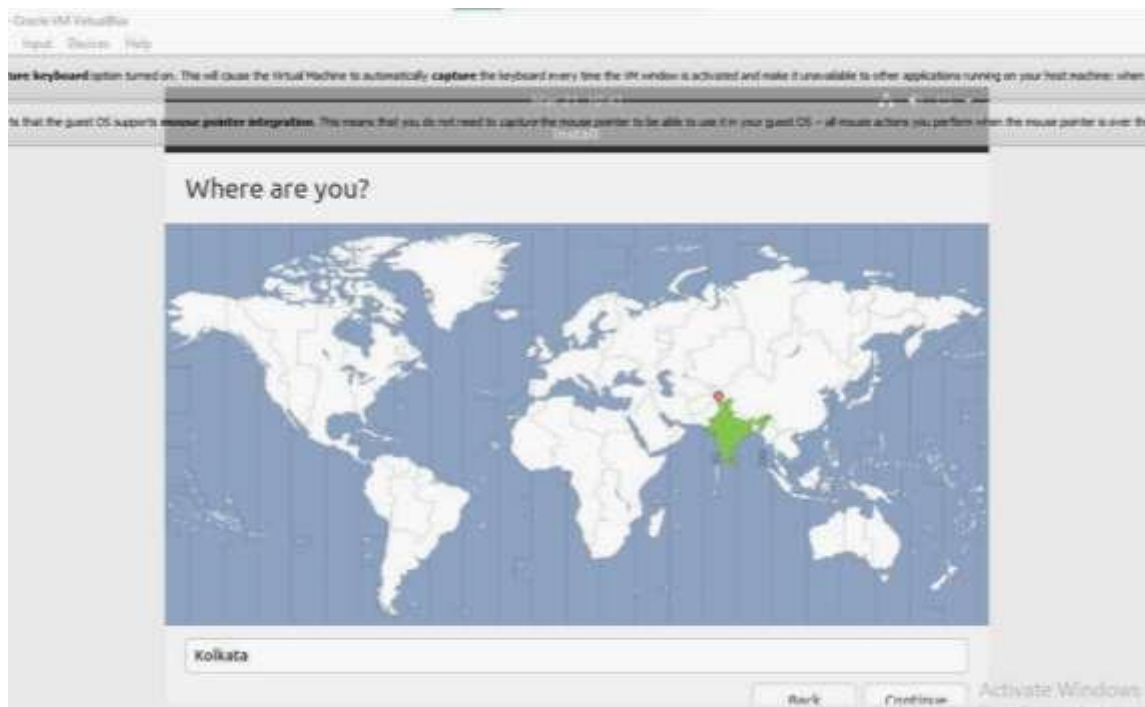 Oracle VM VirtualBox
Input Devices Help
ure keyboard option turned on. This will cause the Virtual Machine to automatically capture the keyboard every time the VM window is activated and make it unavailable to other applications running on your host machine: when
ts that the guest OS supports mouse pointer integration. This means that you do not need to capture the mouse pointer to be able to use it in your guest OS -- all mouse actions you perform when the mouse pointer is over the
Install
Where are you?
Kolkata
Back Continue
Activate Windows